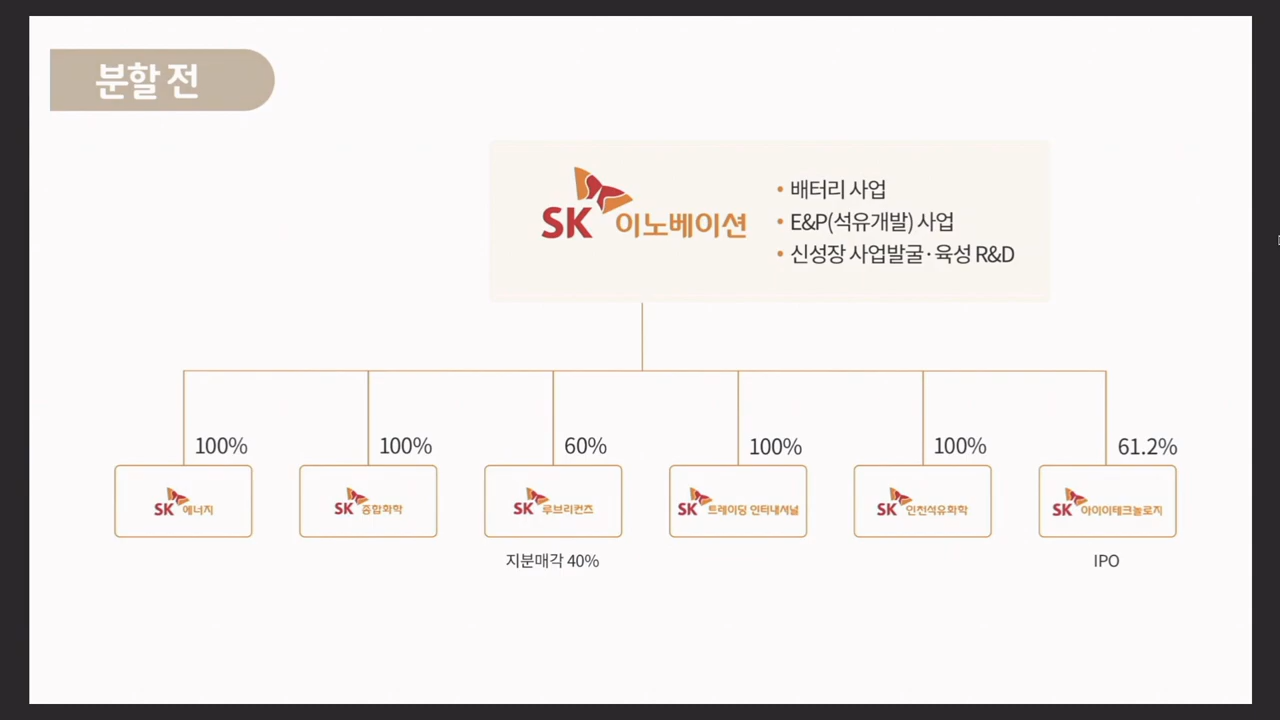 분할 전
SK 이노베이션
• 배터리 사업
• E&P(석유개발) 사업
• 신성장 사업발굴·육성 R&D
100%
100%
60%
100%
100%
61.2%
SK 에너지
SK 종합화학
SK 루브리컨츠
SK 트레이딩 인터내셔널
SK 인천석유화학
SK 아이이테크놀로지
지분매각 40%
IPO